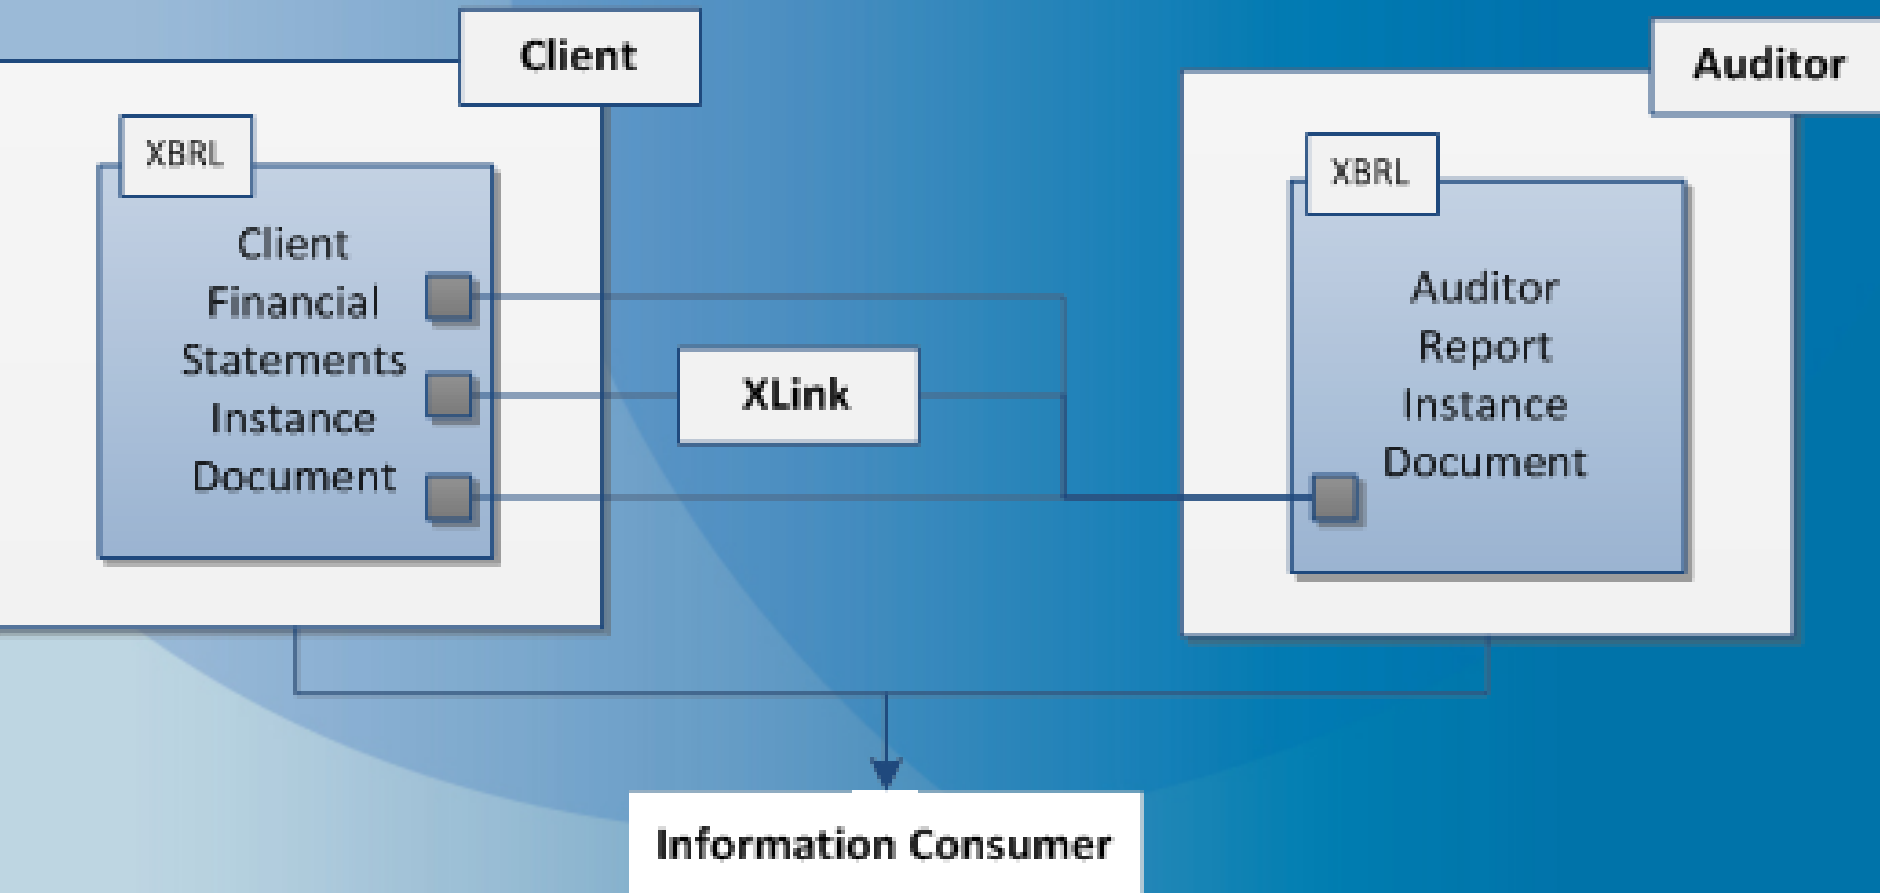 Client
Auditor
XBRL
Client
Financial
Statements
Instance
Document
XLink
XBRL
Auditor
Report
Instance
Document
Information Consumer